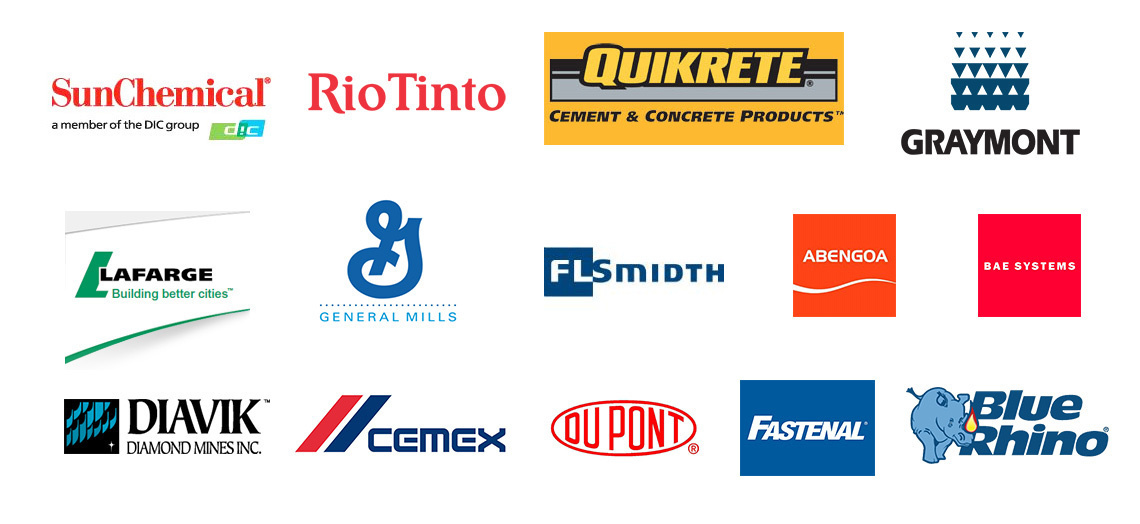 SunChemical®
a member of the DIC group
dic
RioTinto
QUIKRETE®
CEMENT & CONCRETE PRODUCTS™
GRAYMONT
LAFARGE
Building better cities™
G
GENERAL MILLS
FLSMIDTH
ABENGOA
BAE SYSTEMS
DIAVIK™
DIAMOND MINES INC.
CEMEX
DU PONT®
FASTENAL®
Blue
Rhino®